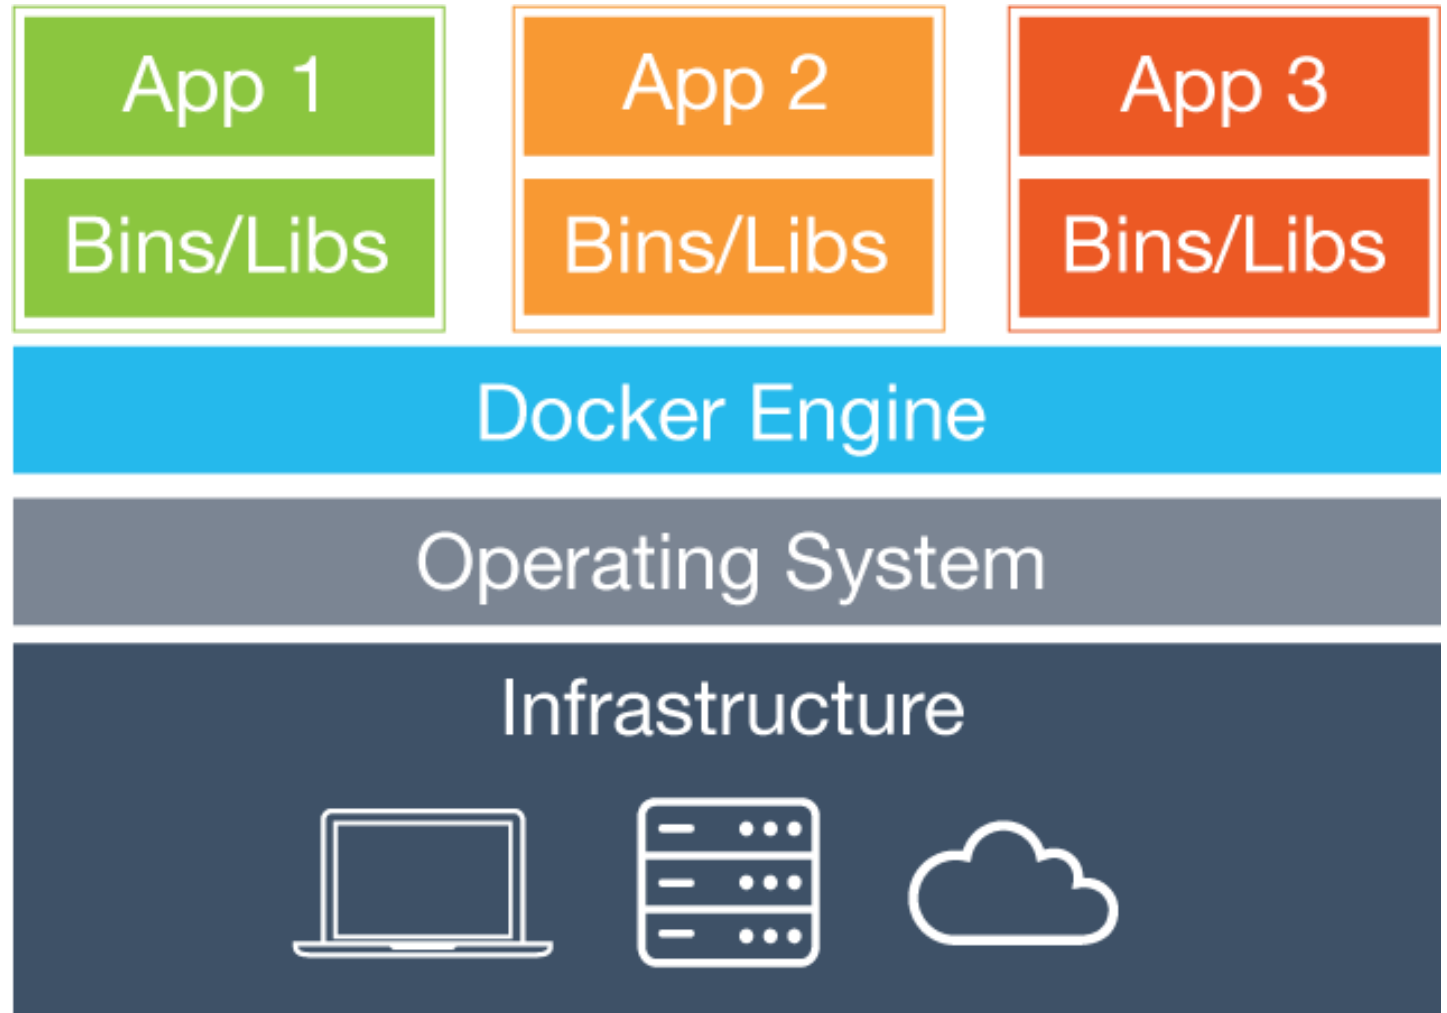 App 1
App 2
App 3
Bins/Libs
Bins/Libs
Bins/Libs
Docker Engine
Operating System
Infrastructure